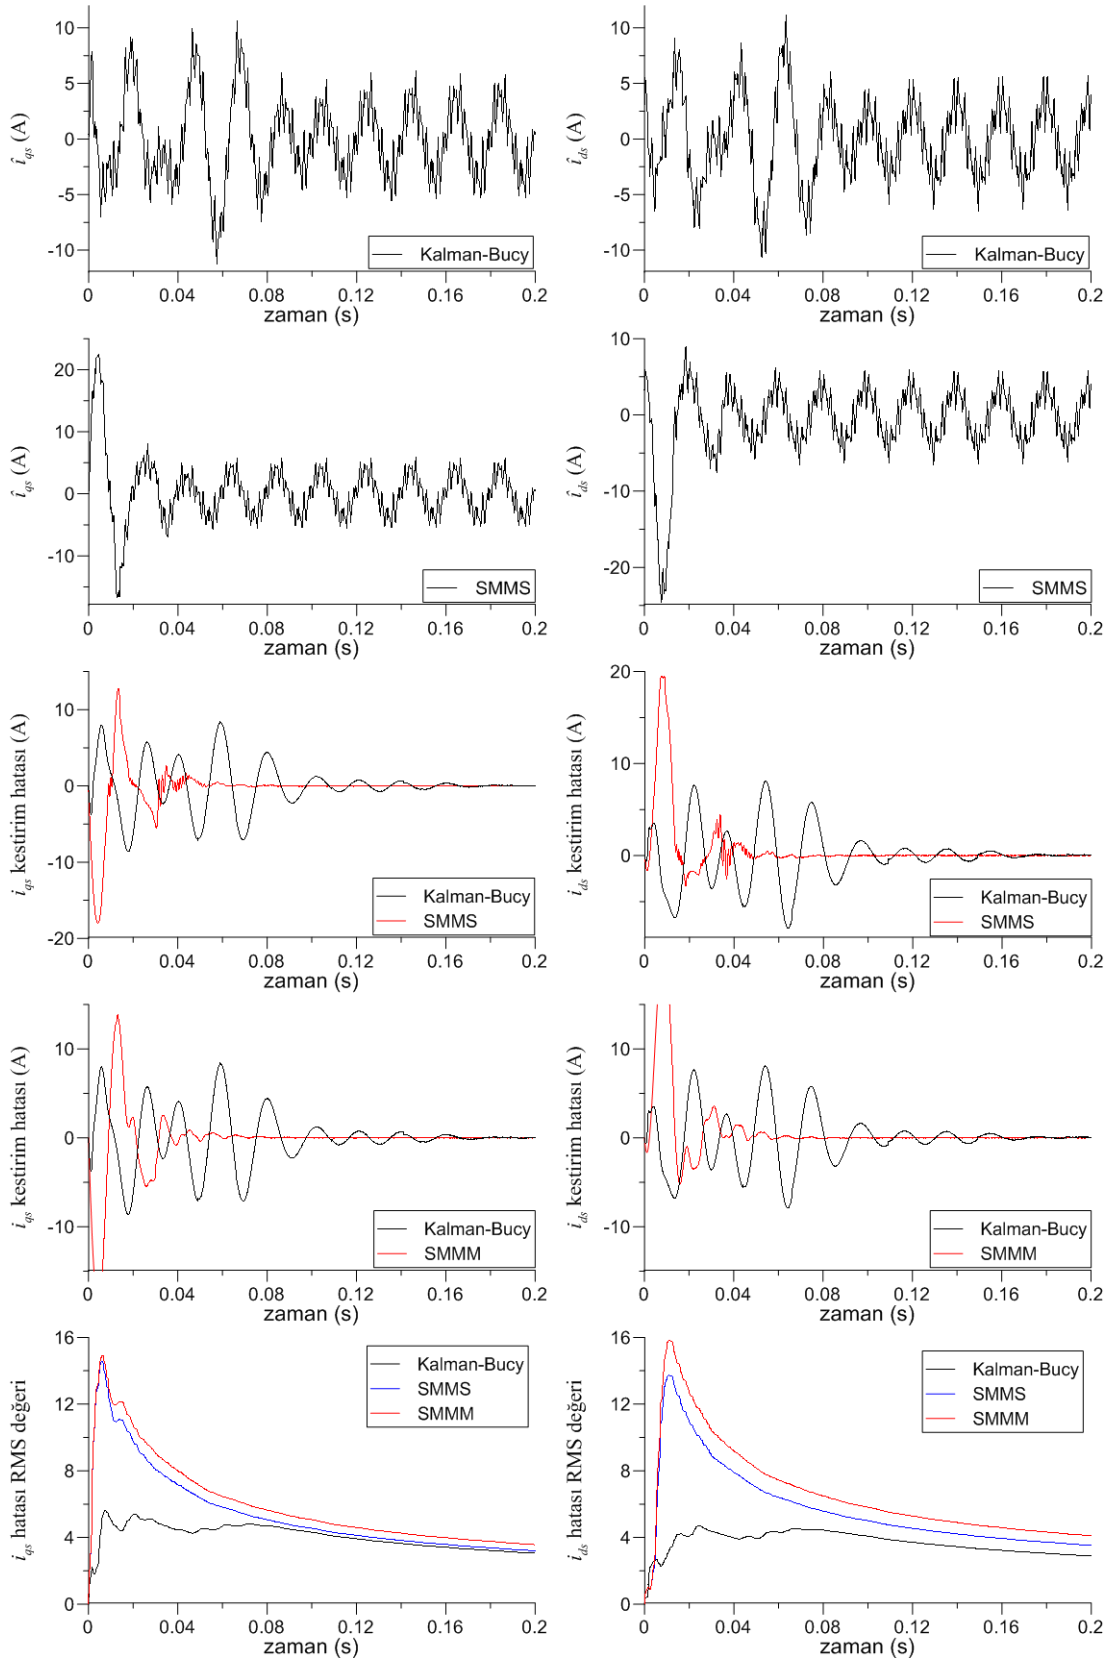 10
5
0
-5
-10
î_qs (A)
Kalman-Bucy
0 0.04 0.08 0.12 0.16 0.2
zaman (s)
10
5
0
-5
-10
î_ds (A)
Kalman-Bucy
0 0.04 0.08 0.12 0.16 0.2
zaman (s)
20
10
0
-10
î_qs (A)
SMMS
0 0.04 0.08 0.12 0.16 0.2
zaman (s)
10
0
-10
-20
î_ds (A)
SMMS
0 0.04 0.08 0.12 0.16 0.2
zaman (s)
10
0
-10
-20
i_qs kestirim hatası (A)
Kalman-Bucy
SMMS
0 0.04 0.08 0.12 0.16 0.2
zaman (s)
20
10
0
i_ds kestirim hatası (A)
Kalman-Bucy
SMMS
0 0.04 0.08 0.12 0.16 0.2
zaman (s)
10
0
-10
i_qs kestirim hatası (A)
Kalman-Bucy
SMMM
0 0.04 0.08 0.12 0.16 0.2
zaman (s)
10
0
-10
i_ds kestirim hatası (A)
Kalman-Bucy
SMMM
0 0.04 0.08 0.12 0.16 0.2
zaman (s)
16
12
8
4
0
i_qs hatası RMS değeri
Kalman-Bucy
SMMS
SMMM
0 0.04 0.08 0.12 0.16 0.2
zaman (s)
16
12
8
4
0
i_ds hatası RMS değeri
Kalman-Bucy
SMMS
SMMM
0 0.04 0.08 0.12 0.16 0.2
zaman (s)